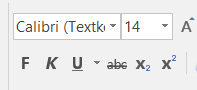 Calibri (Textk 14 A
F K U abc x₂ x²